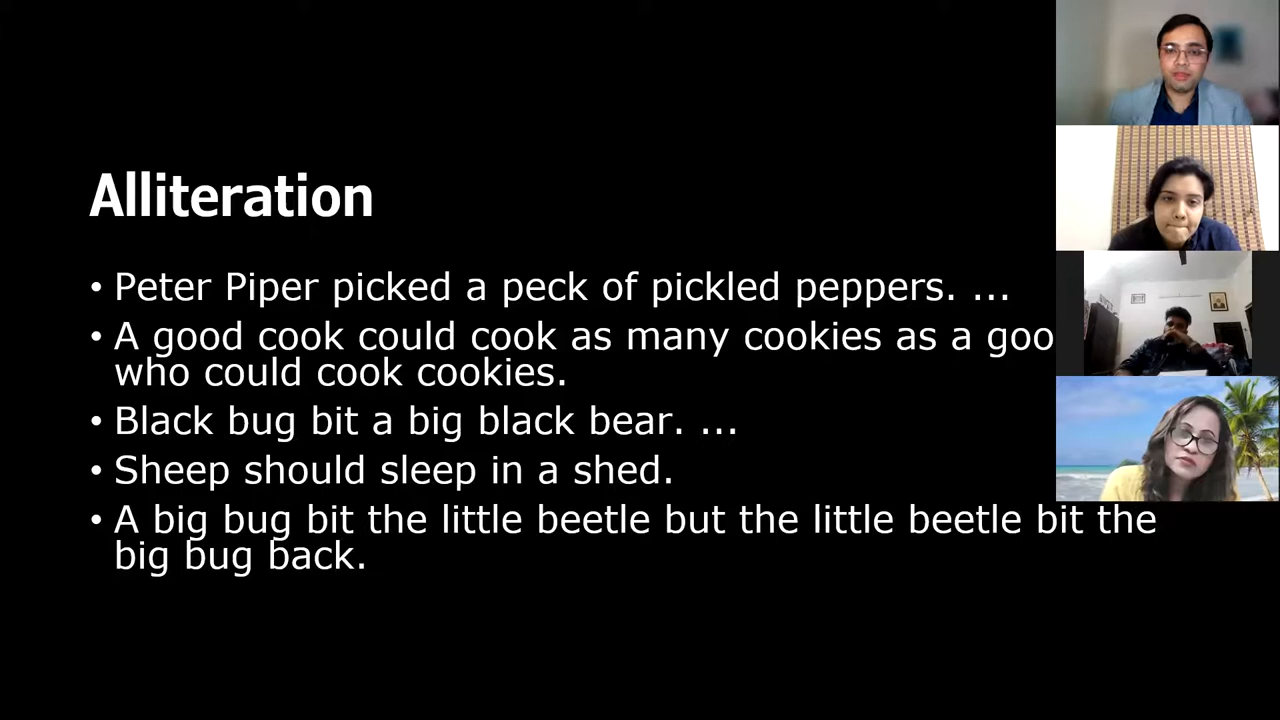 Alliteration
• Peter Piper picked a peck of pickled peppers. ...
• A good cook could cook as many cookies as a goo
who could cook cookies.
• Black bug bit a big black bear. ...
• Sheep should sleep in a shed.
• A big bug bit the little beetle but the little beetle bit the
big bug back.